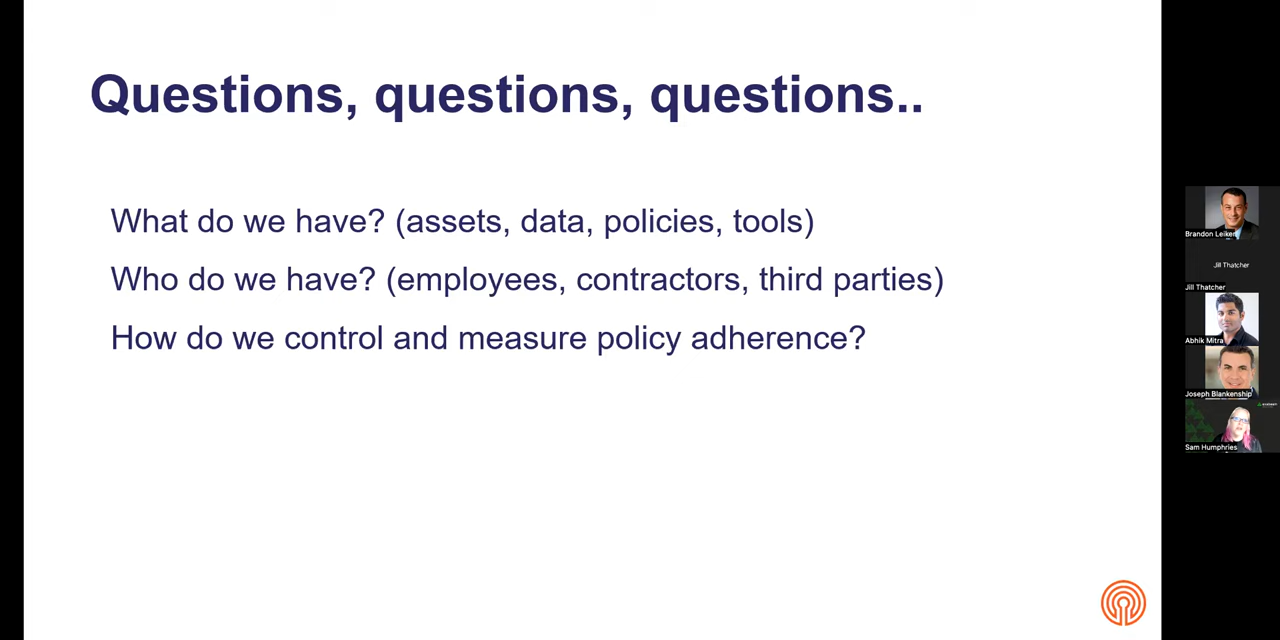 Questions, questions, questions..
What do we have? (assets, data, policies, tools)
Who do we have? (employees, contractors, third parties)
How do we control and measure policy adherence?
Brandon Leiker
Jill Thatcher
Jill Thatcher
Abhik Mitra
Joseph Blankenship
Sam Humphries